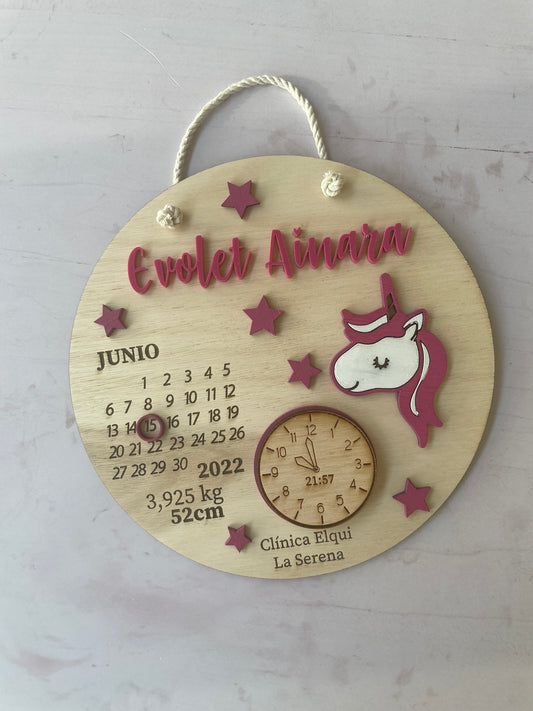 Evolet Ainara
JUNIO
1 2 3 4 5
6 7 8 9 10 11 12
13 14 15 16 17 18 19
20 21 22 23 24 25 26
27 28 29 30
2022
3,925 kg
52cm
12
11 1
10 2
9 3
21:57
8 4
7 5
6
Clínica Elqui
La Serena